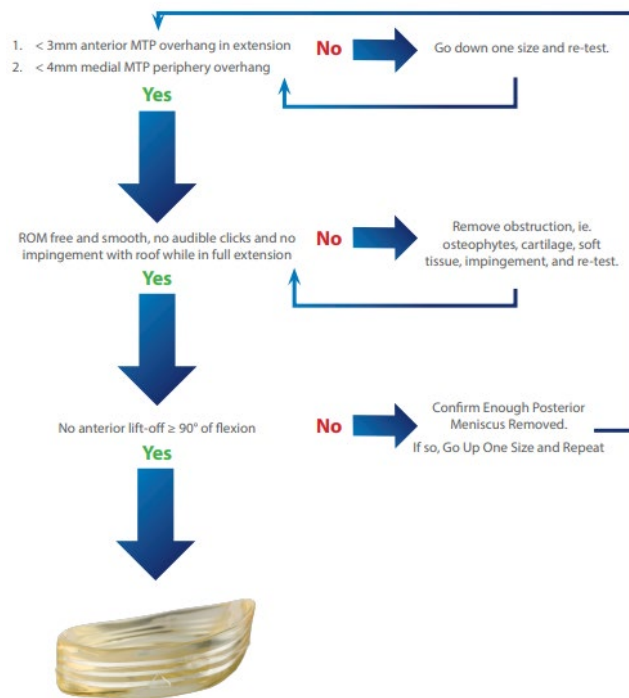 1. < 3mm anterior MTP overhang in extension
2. < 4mm medial MTP periphery overhang
No
Go down one size and re-test.
Yes
ROM free and smooth, no audible clicks and no
impingement with roof while in full extension
No
Remove obstruction, ie.
osteophytes, cartilage, soft
tissue, impingement, and re-test.
Yes
No anterior lift-off ≥ 90° of flexion
No
Confirm Enough Posterior
Meniscus Removed.
If so, Go Up One Size and Repeat
Yes